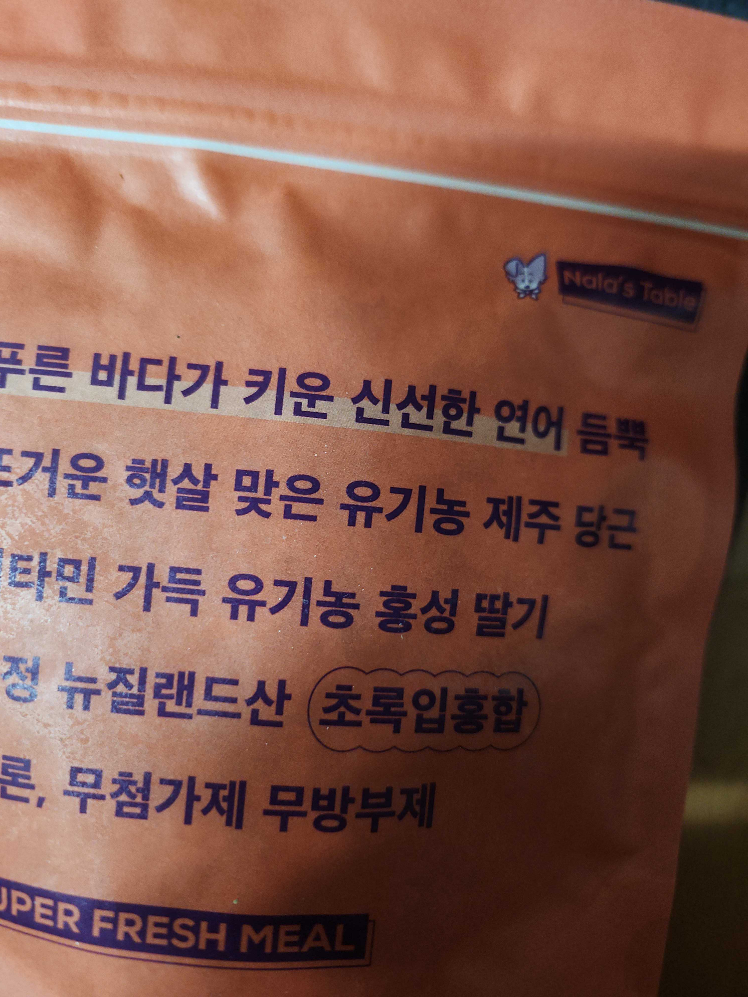 Nala's Table
푸른 바다가 키운 신선한 연어 듬뿍
뜨거운 햇살 맞은 유기농 제주 당근
비타민 가득 유기농 홍성 딸기
정 뉴질랜드산 초록입홍합
론, 무첨가제 무방부제
SUPER FRESH MEAL